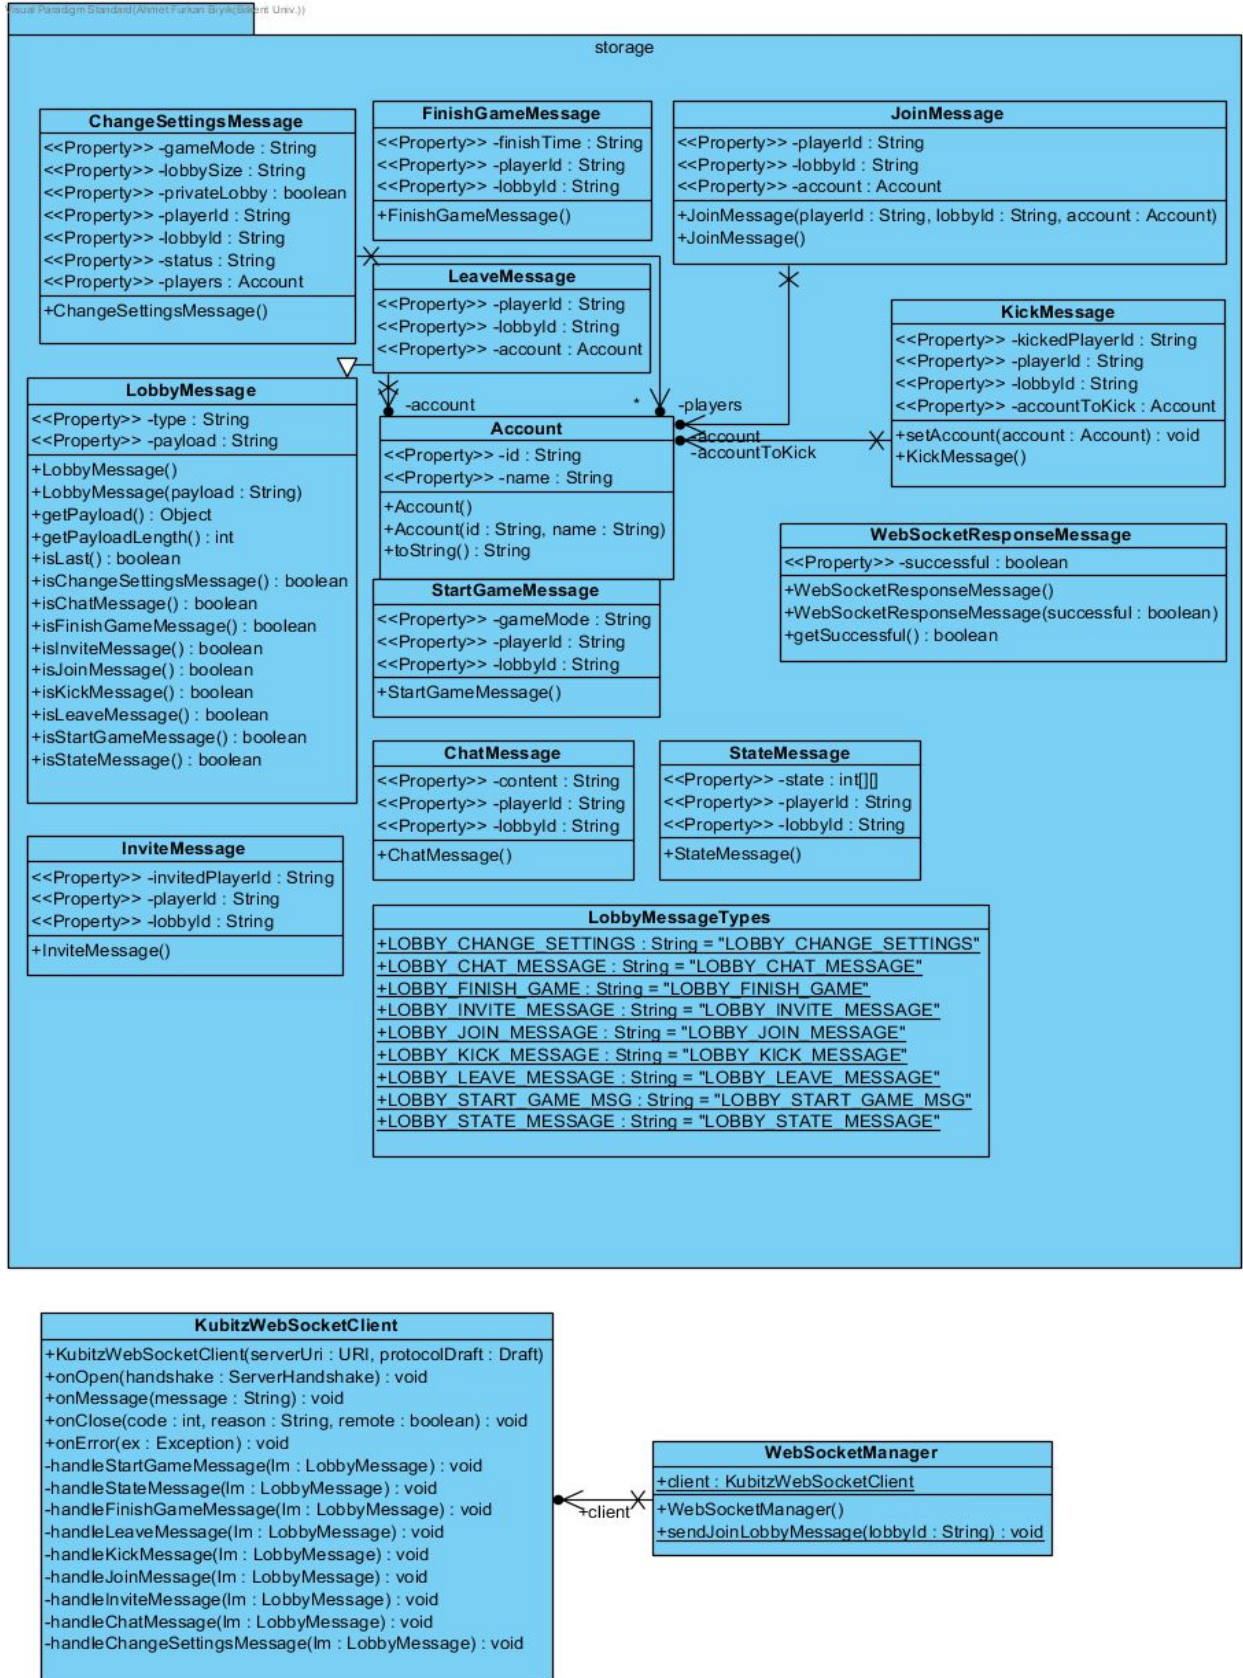 Visual Paradigm Standard(Ahmet Furkan Bıyık(Bilkent Univ.))
storage
ChangeSettingsMessage
<<Property>> -gameMode : String
<<Property>> -lobbySize : String
<<Property>> -privateLobby : boolean
<<Property>> -playerId : String
<<Property>> -lobbyId : String
<<Property>> -status : String
<<Property>> -players : Account
+ChangeSettingsMessage()
FinishGameMessage
<<Property>> -finishTime : String
<<Property>> -playerId : String
<<Property>> -lobbyId : String
+FinishGameMessage()
JoinMessage
<<Property>> -playerId : String
<<Property>> -lobbyId : String
<<Property>> -account : Account
+JoinMessage(playerId : String, lobbyId : String, account : Account)
+JoinMessage()
LeaveMessage
<<Property>> -playerId : String
<<Property>> -lobbyId : String
<<Property>> -account : Account
KickMessage
<<Property>> -kickedPlayerId : String
<<Property>> -playerId : String
<<Property>> -lobbyId : String
<<Property>> -accountToKick : Account
+setAccount(account : Account) : void
+KickMessage()
LobbyMessage
<<Property>> -type : String
<<Property>> -payload : String
+LobbyMessage()
+LobbyMessage(payload : String)
+getPayload() : Object
+getPayloadLength() : int
+isLast() : boolean
+isChangeSettingsMessage() : boolean
+isChatMessage() : boolean
+isFinishGameMessage() : boolean
+isInviteMessage() : boolean
+isJoinMessage() : boolean
+isKickMessage() : boolean
+isLeaveMessage() : boolean
+isStartGameMessage() : boolean
+isStateMessage() : boolean
-account
*
-players
-account
-accountToKick
Account
<<Property>> -id : String
<<Property>> -name : String
+Account()
+Account(id : String, name : String)
+toString() : String
WebSocketResponseMessage
<<Property>> -successful : boolean
+WebSocketResponseMessage()
+WebSocketResponseMessage(successful : boolean)
+getSuccessful() : boolean
StartGameMessage
<<Property>> -gameMode : String
<<Property>> -playerId : String
<<Property>> -lobbyId : String
+StartGameMessage()
ChatMessage
<<Property>> -content : String
<<Property>> -playerId : String
<<Property>> -lobbyId : String
+ChatMessage()
StateMessage
<<Property>> -state : int[][]
<<Property>> -playerId : String
<<Property>> -lobbyId : String
+StateMessage()
InviteMessage
<<Property>> -invitedPlayerId : String
<<Property>> -playerId : String
<<Property>> -lobbyId : String
+InviteMessage()
LobbyMessageTypes
+LOBBY_CHANGE_SETTINGS : String = "LOBBY_CHANGE_SETTINGS"
+LOBBY_CHAT_MESSAGE : String = "LOBBY_CHAT_MESSAGE"
+LOBBY_FINISH_GAME : String = "LOBBY_FINISH_GAME"
+LOBBY_INVITE_MESSAGE : String = "LOBBY_INVITE_MESSAGE"
+LOBBY_JOIN_MESSAGE : String = "LOBBY_JOIN_MESSAGE"
+LOBBY_KICK_MESSAGE : String = "LOBBY_KICK_MESSAGE"
+LOBBY_LEAVE_MESSAGE : String = "LOBBY_LEAVE_MESSAGE"
+LOBBY_START_GAME_MSG : String = "LOBBY_START_GAME_MSG"
+LOBBY_STATE_MESSAGE : String = "LOBBY_STATE_MESSAGE"
KubitzWebSocketClient
+KubitzWebSocketClient(serverUri : URI, protocolDraft : Draft)
+onOpen(handshake : ServerHandshake) : void
+onMessage(message : String) : void
+onClose(code : int, reason : String, remote : boolean) : void
+onError(ex : Exception) : void
-handleStartGameMessage(lm : LobbyMessage) : void
-handleStateMessage(lm : LobbyMessage) : void
-handleFinishGameMessage(lm : LobbyMessage) : void
-handleLeaveMessage(lm : LobbyMessage) : void
-handleKickMessage(lm : LobbyMessage) : void
-handleJoinMessage(lm : LobbyMessage) : void
-handleInviteMessage(lm : LobbyMessage) : void
-handleChatMessage(lm : LobbyMessage) : void
-handleChangeSettingsMessage(lm : LobbyMessage) : void
+client
WebSocketManager
+client : KubitzWebSocketClient
+WebSocketManager()
+sendJoinLobbyMessage(lobbyId : String) : void